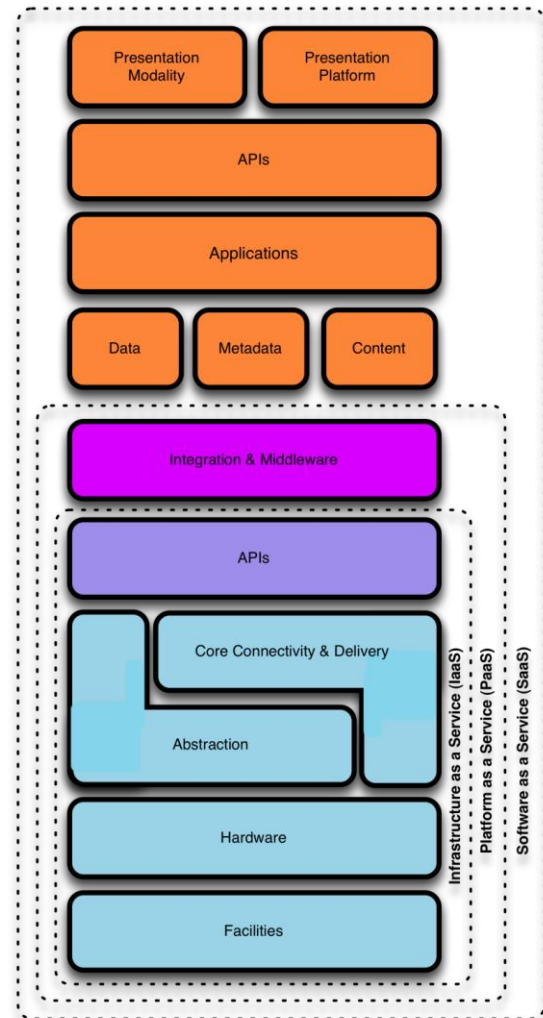 Presentation
Modality
Presentation
Platform
APIs
Applications
Data
Metadata
Content
Integration & Middleware
APIs
Core Connectivity & Delivery
Abstraction
Hardware
Facilities
Infrastructure as a Service (IaaS)
Platform as a Service (PaaS)
Software as a Service (SaaS)